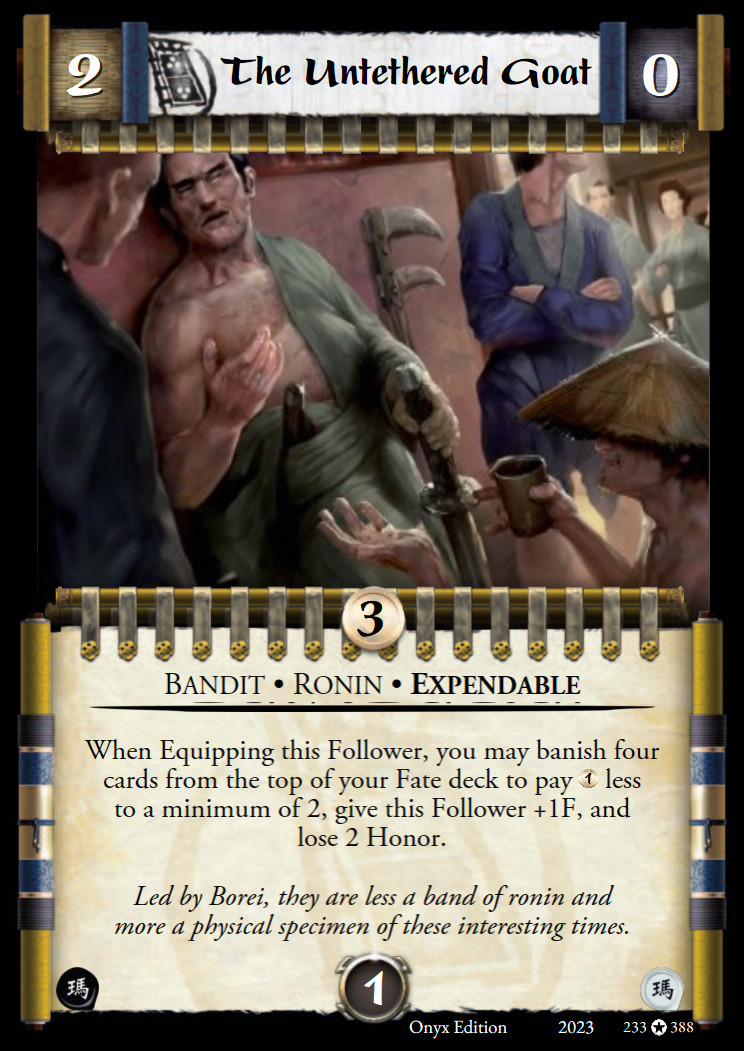 2
The Untethered Goat
0
3
BANDIT • RONIN • EXPENDABLE
When Equipping this Follower, you may banish four
cards from the top of your Fate deck to pay 1 less
to a minimum of 2, give this Follower +1F, and
lose 2 Honor.
Led by Borei, they are less a band of ronin and
more a physical specimen of these interesting times.
瑪
1
瑪
Onyx Edition 2023 233 ✪ 388